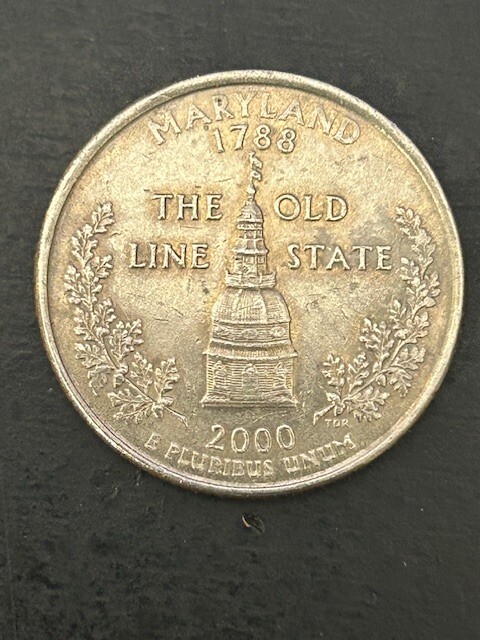 MARYLAND
1788
THE OLD
LINE STATE
TDR
2000
E PLURIBUS UNUM